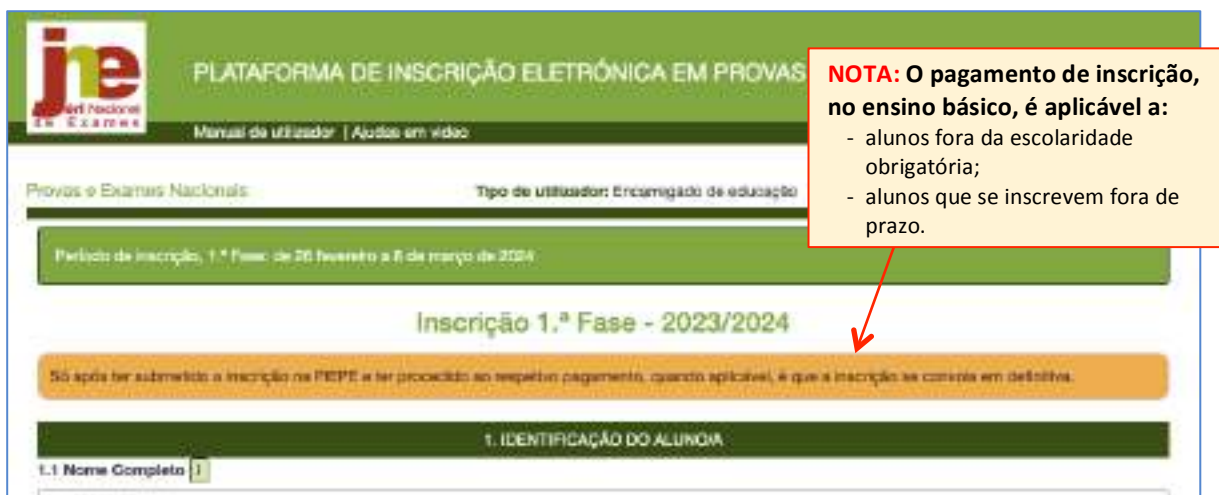 jne
Júri Nacional
de Exames
PLATAFORMA DE INSCRIÇÃO ELETRÓNICA EM PROVAS
Manual de utilizador | Ajudas em vídeo
NOTA: O pagamento de inscrição,
no ensino básico, é aplicável a:
- alunos fora da escolaridade
obrigatória;
- alunos que se inscrevem fora de
prazo.
Provas e Exames Nacionais
Tipo de utilizador: Encarregado de educação
Período de inscrição, 1.ª Fase: de 26 fevereiro a 8 de março de 2024
Inscrição 1.ª Fase - 2023/2024
Só após ter submetido a inscrição na PIEPE e ter procedido ao respetivo pagamento, quando aplicável, é que a inscrição se converte em definitiva.
1. IDENTIFICAÇÃO DO ALUNO/A
1.1 Nome Completo